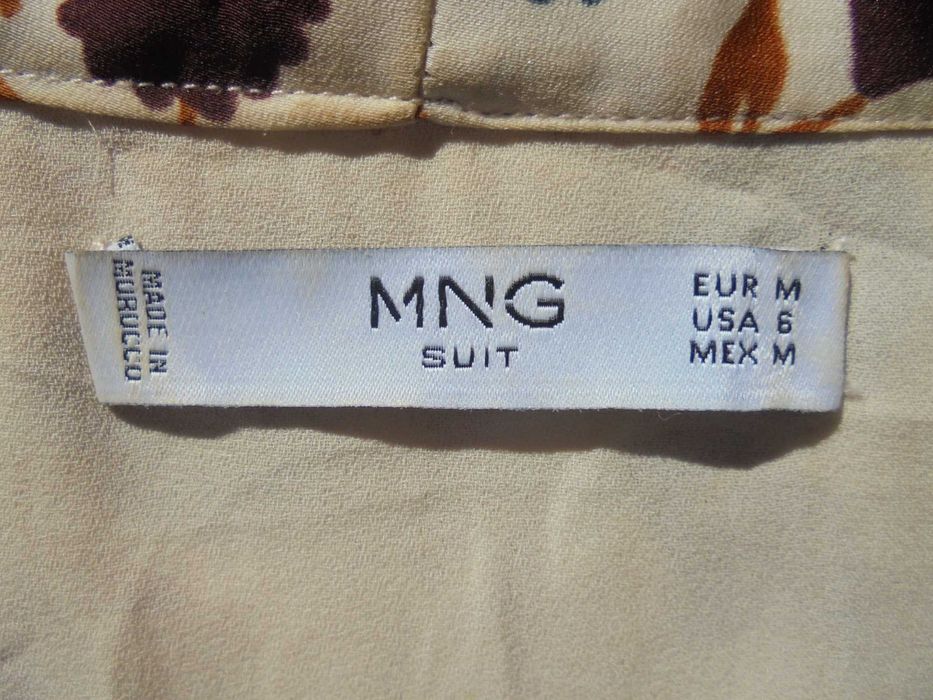 MADE IN
MOROCCO
MNG
SUIT
EUR M
USA 6
MEX M